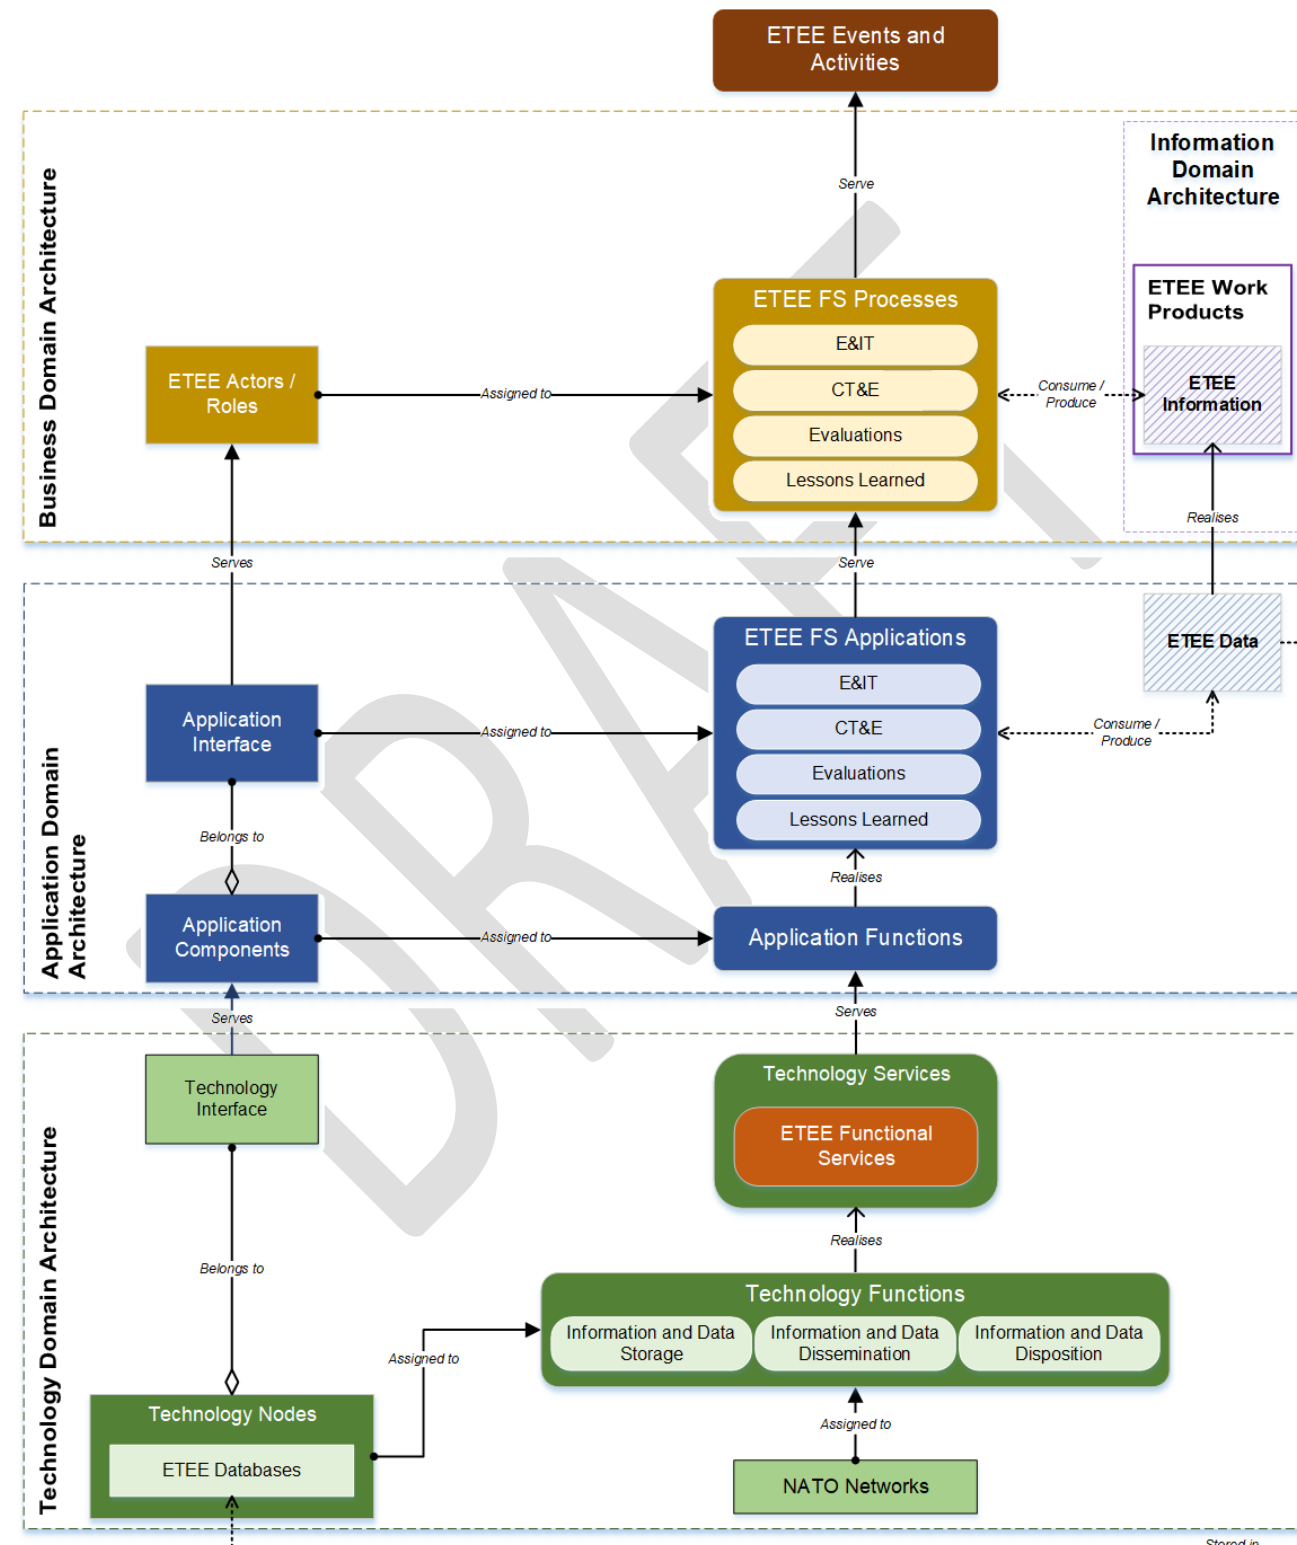 ETEE Events and
Activities
Serve
Business Domain Architecture
Information
Domain
Architecture
ETEE Work
Products
ETEE
Information
ETEE FS Processes
E&IT
CT&E
Evaluations
Lessons Learned
ETEE Actors /
Roles
Assigned to
Consume /
Produce
Realises
Serves
Serve
Application Domain
Architecture
ETEE Data
ETEE FS Applications
E&IT
CT&E
Evaluations
Lessons Learned
Application
Interface
Assigned to
Consume /
Produce
Belongs to
Realises
Application
Components
Assigned to
Application Functions
Serves
Serves
DRAFT
Technology Domain Architecture
Technology
Interface
Technology Services
ETEE Functional
Services
Realises
Belongs to
Technology Functions
Information and Data
Storage
Information and Data
Dissemination
Information and Data
Disposition
Assigned to
Technology Nodes
ETEE Databases
Assigned to
NATO Networks
Stored in